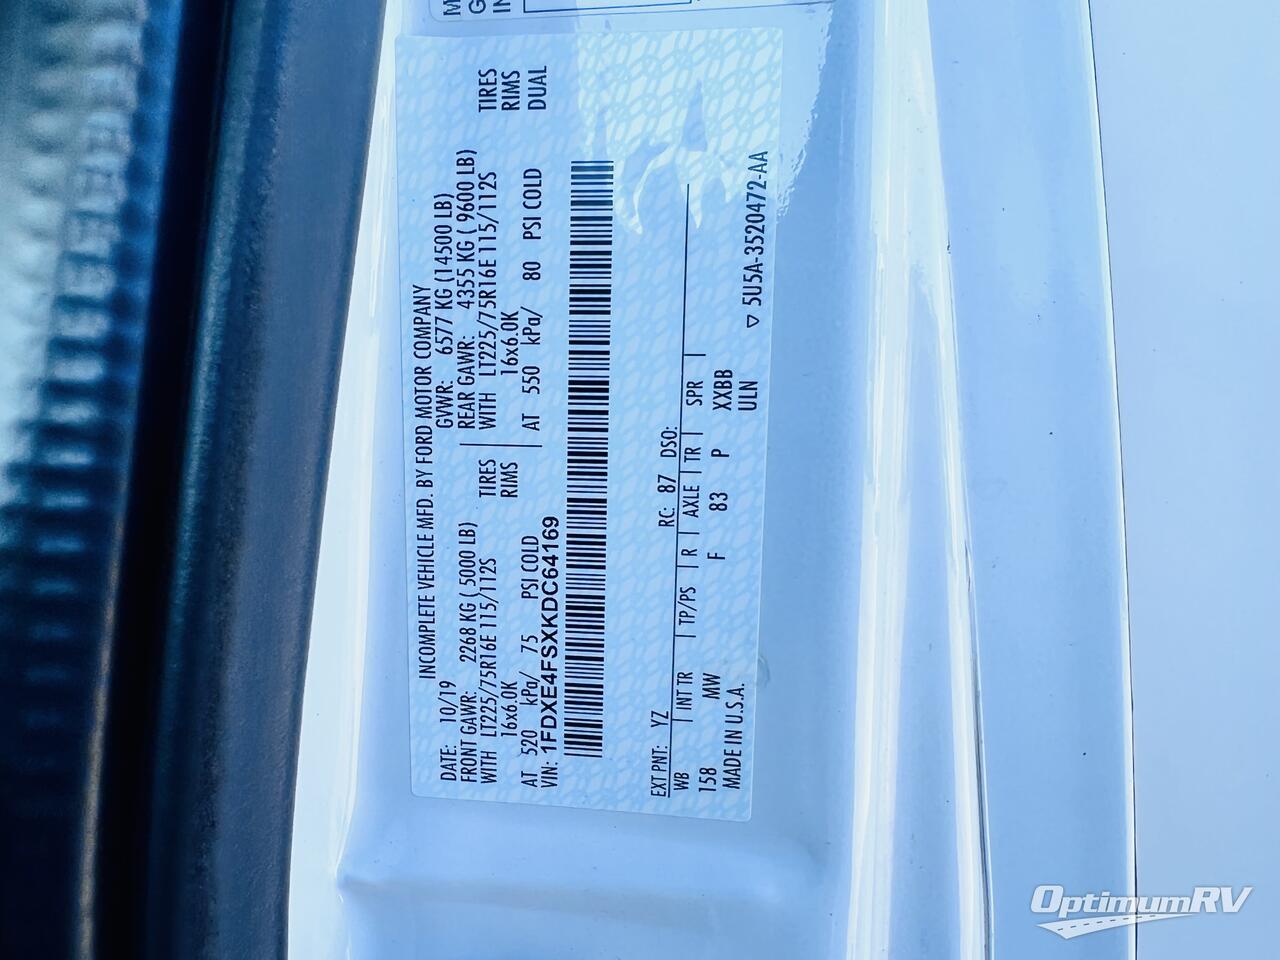 M
G
IN
INCOMPLETE VEHICLE MFD. BY FORD MOTOR COMPANY
DATE: 10/19 GVWR: 6577 KG (14500 LB)
FRONT GAWR: 2268 KG ( 5000 LB) REAR GAWR: 4355 KG ( 9600 LB)
WITH LT225/75R16E 115/112S TIRES WITH LT225/75R16E 115/112S TIRES
16x6.0K RIMS 16x6.0K RIMS
AT 520 kPa/ 75 PSI COLD AT 550 kPa/ 80 PSI COLD DUAL
VIN: 1FDXE4FSXKDC64169
EXT PNT: YZ RC: 87 DSO:
WB INT TR TP/PS R AXLE TR SPR
158 MW F 83 P XXBB
MADE IN U.S.A. ULN
▽ 5U5A-3520472-AA
OptimumRV